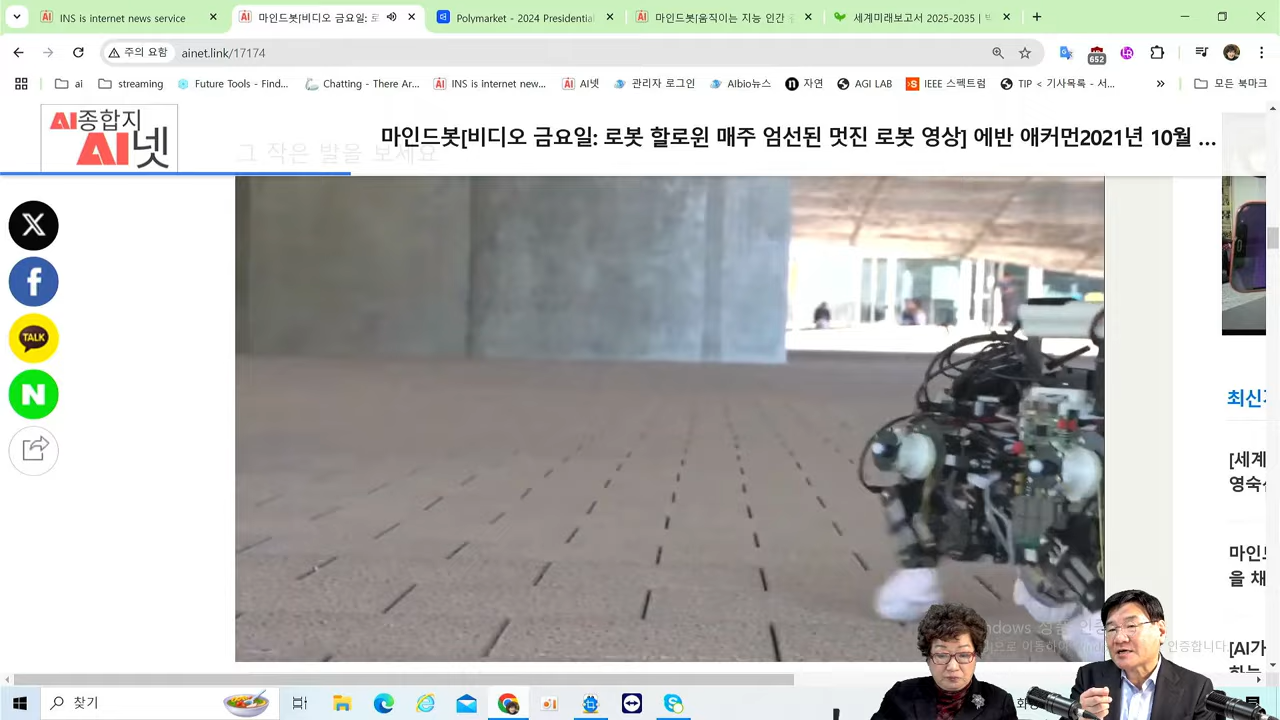 INS is internet news service
마인드봇[비디오 금요일: 로
Polymarket - 2024 Presidential
마인드봇[움직이는 지능 인간
세계미래보고서 2025-2035 |
주의 요함
ainet.link/17174
652
ai
streaming
Future Tools - Find...
Chatting - There Ar...
INS is internet new...
AI넷
관리자 로그인
AIbio뉴스
자연
AGI LAB
IEEE 스펙트럼
TIP < 기사목록 - 서...
모든 북마크
AI종합지
AI넷
마인드봇[비디오 금요일: 로봇 할로윈 매주 엄선된 멋진 로봇 영상] 에반 애커먼2021년 10월 ...
그 작은 발을 보세요
TALK
N
최신
[세계
영숙
마인
을 채
[AI가
하느
찾기